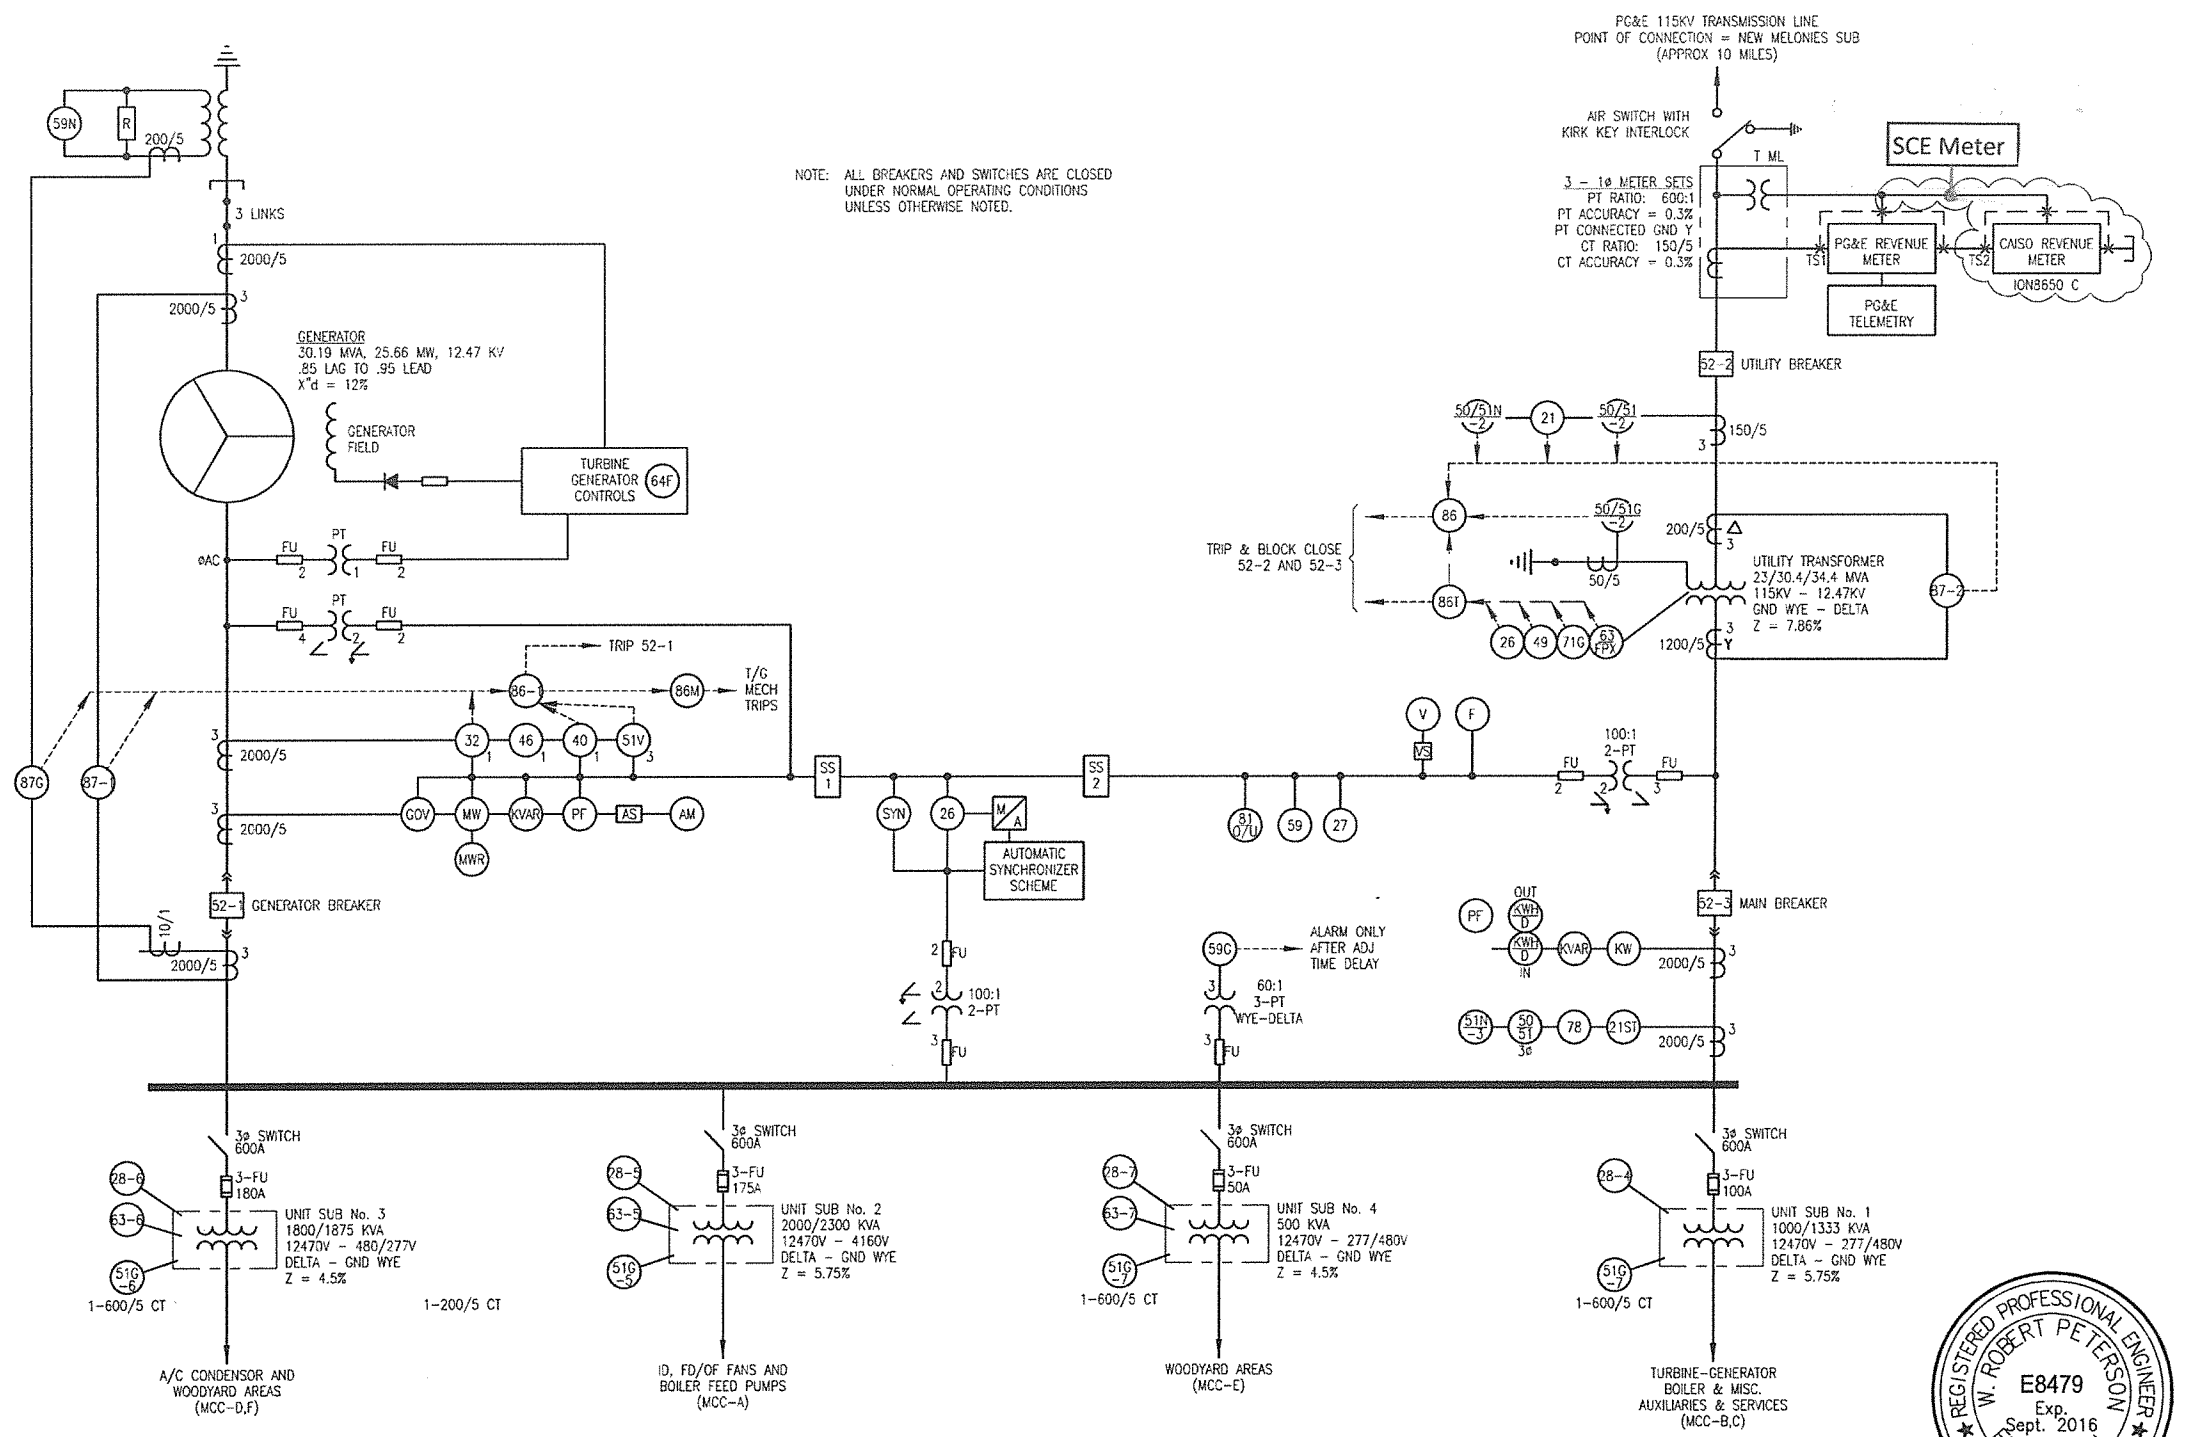 PG&E 115KV TRANSMISSION LINE
POINT OF CONNECTION = NEW MELONIES SUB
(APPROX 10 MILES)
AIR SWITCH WITH
KIRK KEY INTERLOCK
SCE Meter
T ML
3 - 1ø METER SETS
PT RATIO: 600:1
PT ACCURACY = 0.3%
PT CONNECTED GND Y
CT RATIO: 150/5
CT ACCURACY = 0.3%
PG&E REVENUE
METER
CAISO REVENUE
METER
TS1
TS2
ION8650 C
PG&E
TELEMETRY
52-2
UTILITY BREAKER
NOTE: ALL BREAKERS AND SWITCHES ARE CLOSED
UNDER NORMAL OPERATING CONDITIONS
UNLESS OTHERWISE NOTED.
59N
R
200/5
3 LINKS
1
2000/5
3
2000/5
GENERATOR
30.19 MVA, 25.66 MW, 12.47 KV
.85 LAG TO .95 LEAD
X"d = 12%
GENERATOR
FIELD
TURBINE
GENERATOR
CONTROLS
64F
øAC
FU
2
PT
1
FU
2
FU
4
PT
2
FU
2
TRIP 52-1
86-1
86M
T/G
MECH
TRIPS
3
2000/5
32
1
46
1
40
1
51V
3
87G
87-1
3
2000/5
GOV
MW
KVAR
PF
AS
AM
MWR
52-1
GENERATOR BREAKER
10/1
3
2000/5
SS
1
SS
2
SYN
26
M
A
AUTOMATIC
SYNCHRONIZER
SCHEME
2
FU
2
100:1
2-PT
3
FU
50/51N
-2
21
50/51
-2
150/5
3
86
50/51G
-2
200/5
3
TRIP & BLOCK CLOSE
52-2 AND 52-3
50/5
UTILITY TRANSFORMER
23/30.4/34.4 MVA
115KV - 12.47KV
GND WYE - DELTA
Z = 7.86%
87-2
86T
26
49
71G
63
FPX
3
1200/5
Y
V
VS
F
81
O/U
59
27
FU
2
100:1
2-PT
2
FU
3
52-3
MAIN BREAKER
PF
OUT
KWH
D
KWH
D
IN
KVAR
KW
3
2000/5
59G
ALARM ONLY
AFTER ADJ
TIME DELAY
3
60:1
3-PT
WYE-DELTA
3
FU
51N
-3
50
51
3ø
78
21ST
3
2000/5
3ø SWITCH
600A
3-FU
180A
28-6
63-6
51G
-6
UNIT SUB No. 3
1800/1875 KVA
12470V - 480/277V
DELTA - GND WYE
Z = 4.5%
1-600/5 CT
A/C CONDENSOR AND
WOODYARD AREAS
(MCC-D,F)
3ø SWITCH
600A
3-FU
175A
28-5
63-5
51G
-5
UNIT SUB No. 2
2000/2300 KVA
12470V - 4160V
DELTA - GND WYE
Z = 5.75%
1-200/5 CT
ID, FD/OF FANS AND
BOILER FEED PUMPS
(MCC-A)
3ø SWITCH
600A
3-FU
50A
28-7
63-7
51G
-7
UNIT SUB No. 4
500 KVA
12470V - 277/480V
DELTA - GND WYE
Z = 4.5%
1-600/5 CT
WOODYARD AREAS
(MCC-E)
3ø SWITCH
600A
3-FU
100A
28-4
51G
-7
UNIT SUB No. 1
1000/1333 KVA
12470V - 277/480V
DELTA - GND WYE
Z = 5.75%
1-600/5 CT
TURBINE-GENERATOR
BOILER & MISC.
AUXILIARIES & SERVICES
(MCC-B,C)
REGISTERED PROFESSIONAL ENGINEER
W. ROBERT PETERSON
E8479
Exp.
Sept. 2016